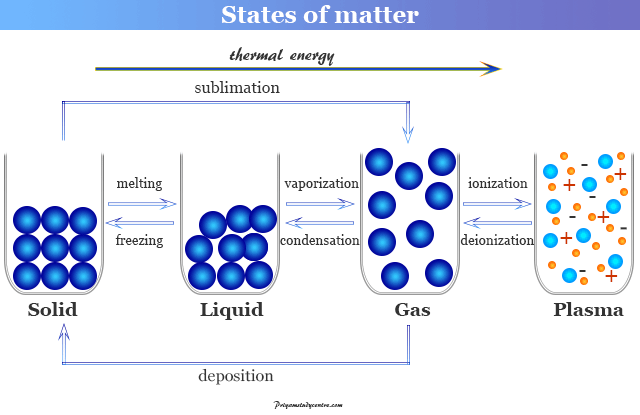 States of matter
thermal energy
sublimation
melting
vaporization
ionization
freezing
condensation
deionization
Solid
Liquid
Gas
Plasma
deposition
Priyamstudycentre.com